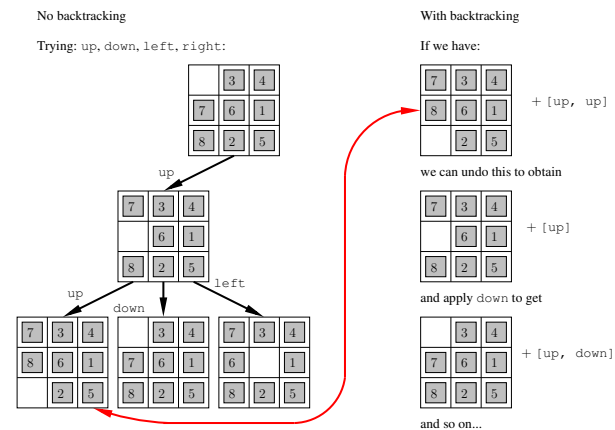 No backtracking
Trying: up, down, left, right:
3 4
7 6 1
8 2 5
up
7 3 4
6 1
8 2 5
up
down
left
7 3 4
8 6 1
2 5
3 4
7 6 1
8 2 5
7 3 4
6 1
8 2 5
With backtracking
If we have:
7 3 4
8 6 1
2 5
+ [up, up]
we can undo this to obtain
7 3 4
6 1
8 2 5
+ [up]
and apply down to get
3 4
7 6 1
8 2 5
+ [up, down]
and so on...